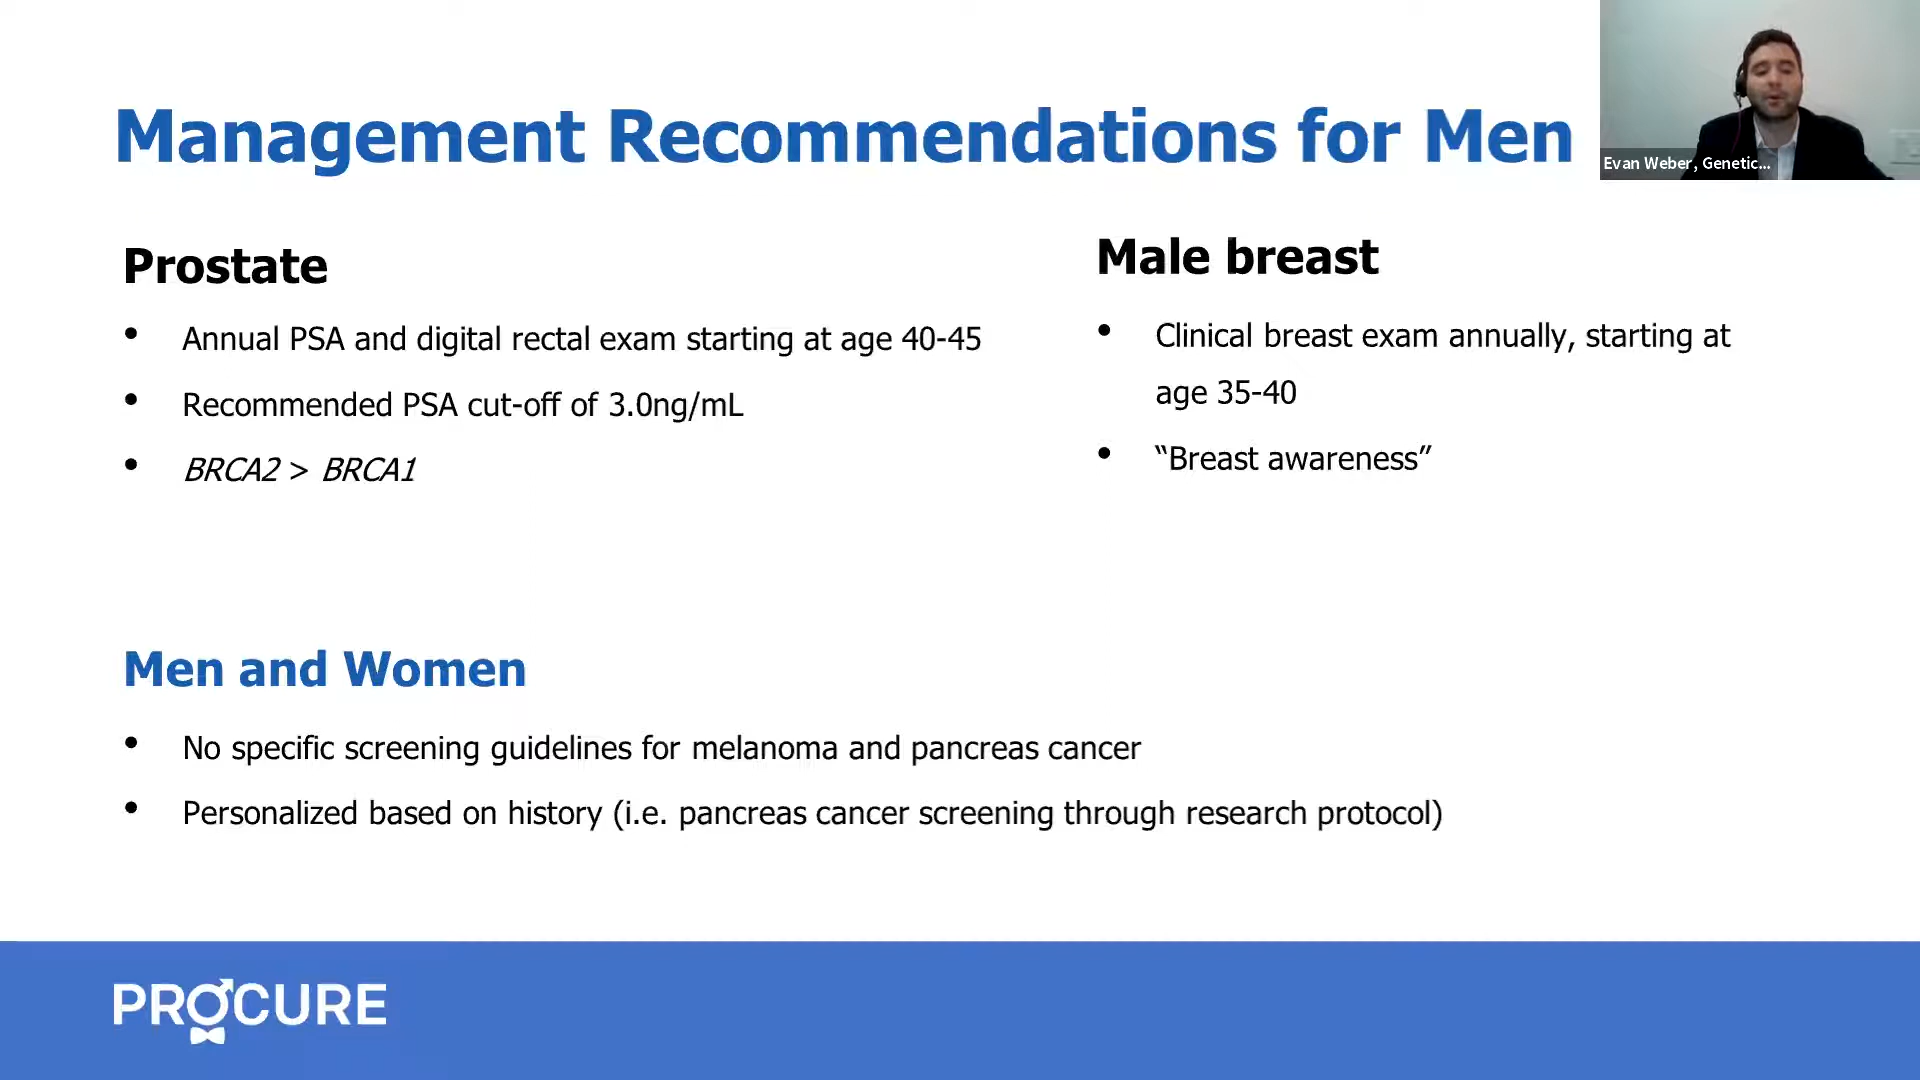 Management Recommendations for Men
Evan Weber, Genetic...
Prostate
• Annual PSA and digital rectal exam starting at age 40-45
• Recommended PSA cut-off of 3.0ng/mL
• BRCA2 > BRCA1
Male breast
• Clinical breast exam annually, starting at
age 35-40
• “Breast awareness”
Men and Women
• No specific screening guidelines for melanoma and pancreas cancer
• Personalized based on history (i.e. pancreas cancer screening through research protocol)
PROCURE